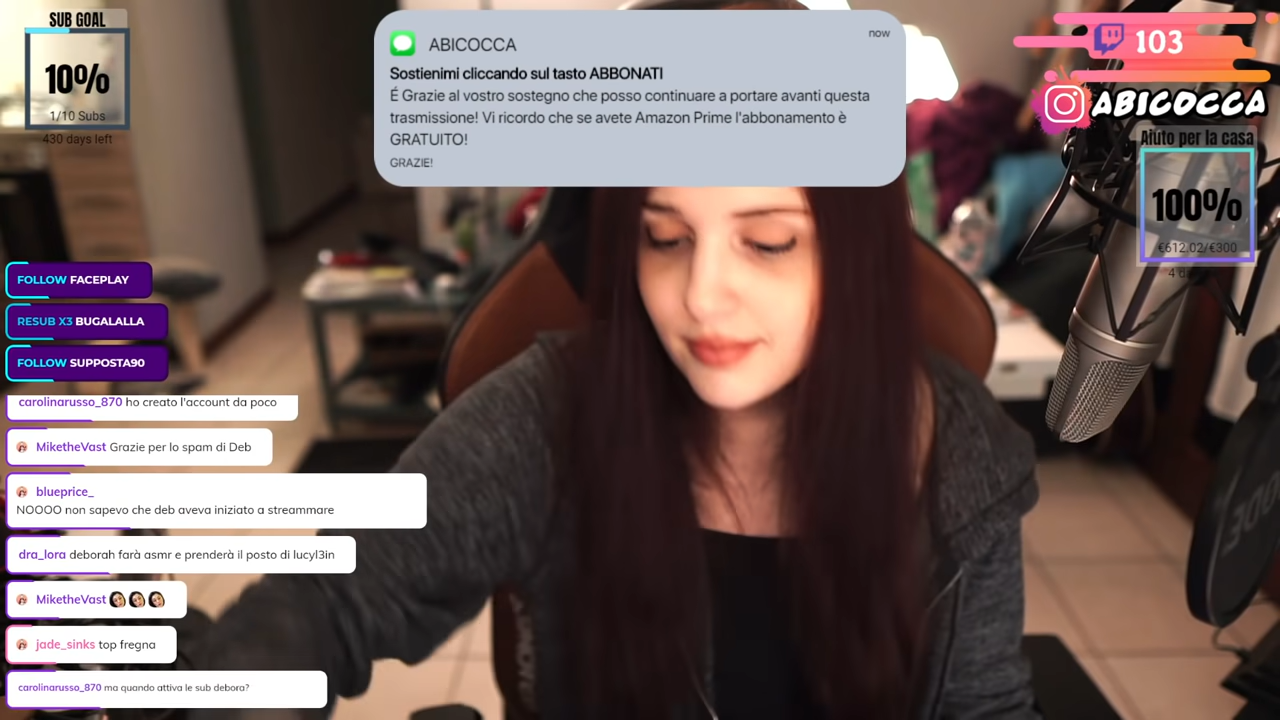 SUB GOAL
10%
1/10 Subs
430 days left
ABICOCCA
now
Sostienimi cliccando sul tasto ABBONATI
É Grazie al vostro sostegno che posso continuare a portare avanti questa
trasmissione! Vi ricordo che se avete Amazon Prime l'abbonamento è
GRATUITO!
GRAZIE!
103
ABICOCCA
Aiuto per la casa
100%
€612.02/€300
FOLLOW FACEPLAY
RESUB X3 BUGALALLA
FOLLOW SUPPOSTA90
carolinarusso_870 ho creato l'account da poco
MiketheVast Grazie per lo spam di Deb
blueprice_
NOOOO non sapevo che deb aveva iniziato a streammare
dra_lora deborah farà asmr e prenderà il posto di lucyl3in
MiketheVast
jade_sinks top fregna
carolinarusso_870 ma quando attiva le sub debora?